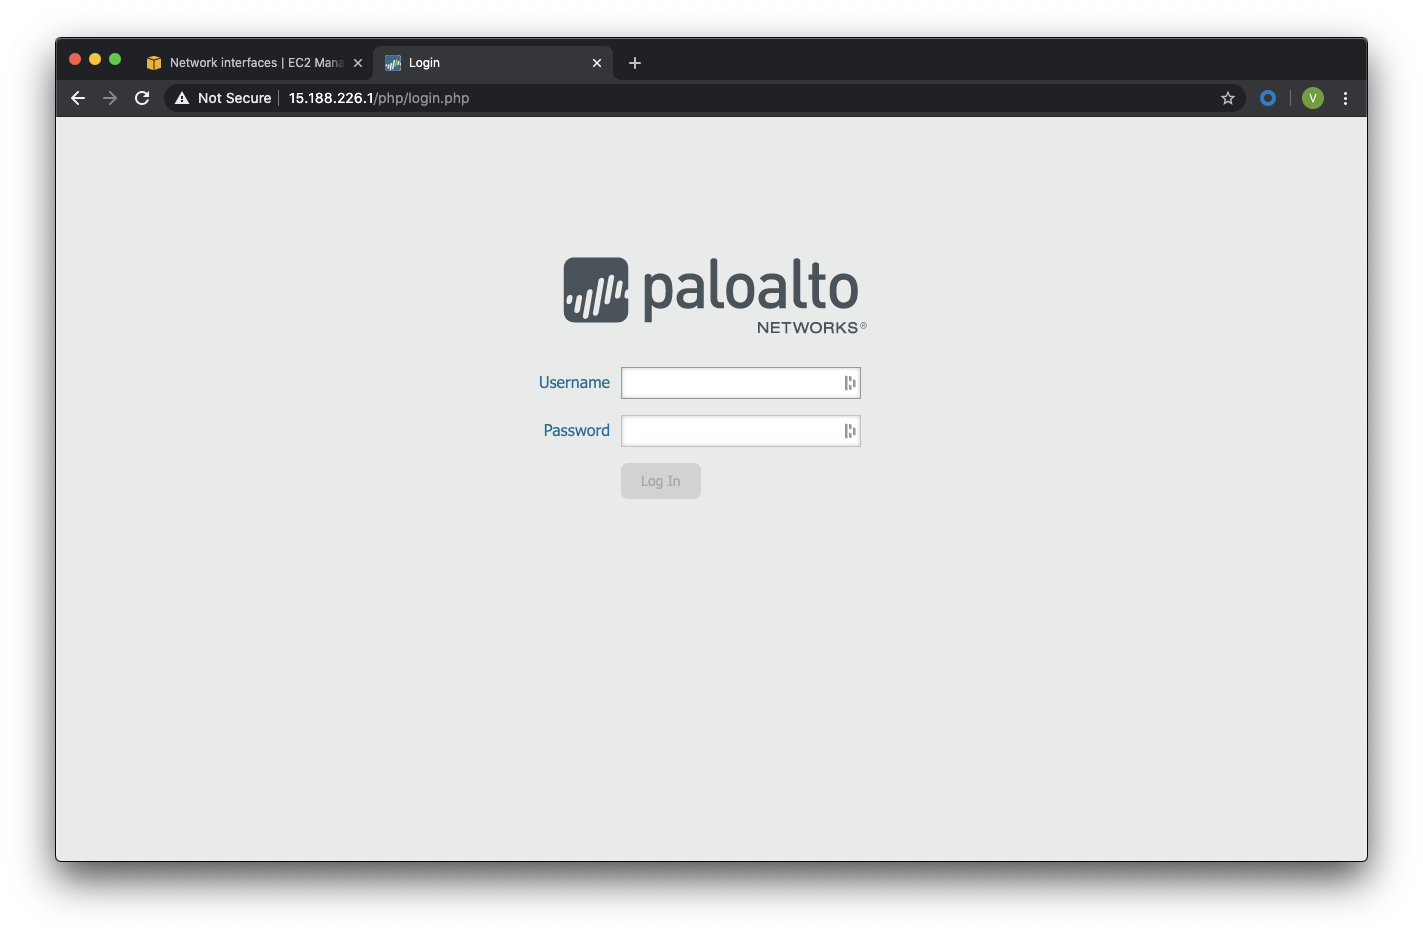 Network interfaces | EC2 Mana
Login
Not Secure
15.188.226.1/php/login.php
V
paloalto
NETWORKS®
Username
Password
Log In